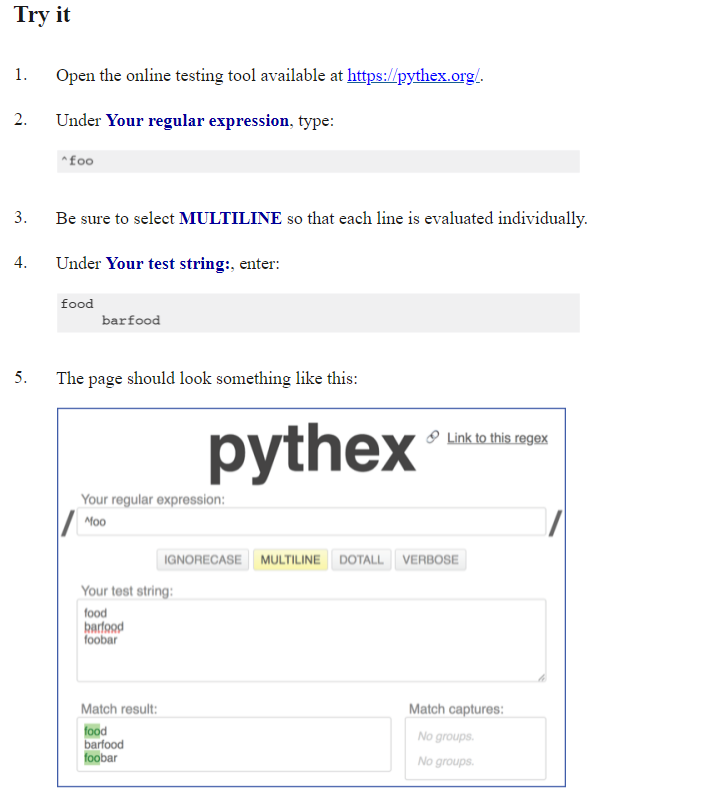 Try it
1. Open the online testing tool available at https://pythex.org/.
2. Under Your regular expression, type:
^foo
3. Be sure to select MULTILINE so that each line is evaluated individually.
4. Under Your test string:, enter:
food
barfood
5. The page should look something like this:
pythex Link to this regex
Your regular expression:
/ ^foo /
IGNORECASE MULTILINE DOTALL VERBOSE
Your test string:
food
barfood
foobar
Match result: Match captures:
food No groups.
barfood
foobar No groups.